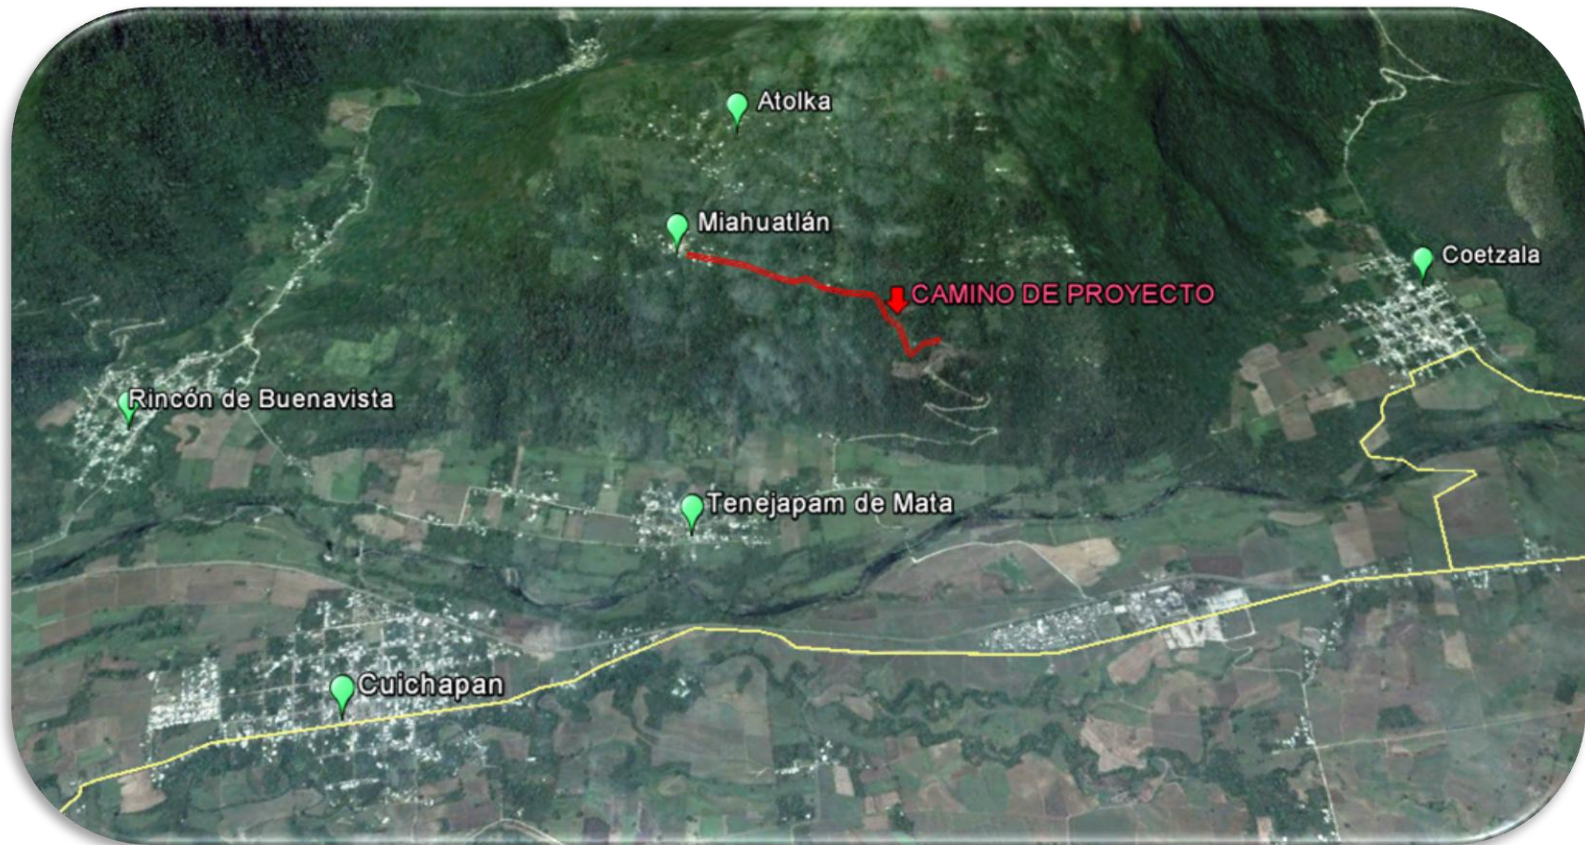 Atolka
Miahuatlán
Coetzala
CAMINO DE PROYECTO
Rincón de Buenavista
Tenejapam de Mata
Cuichapan